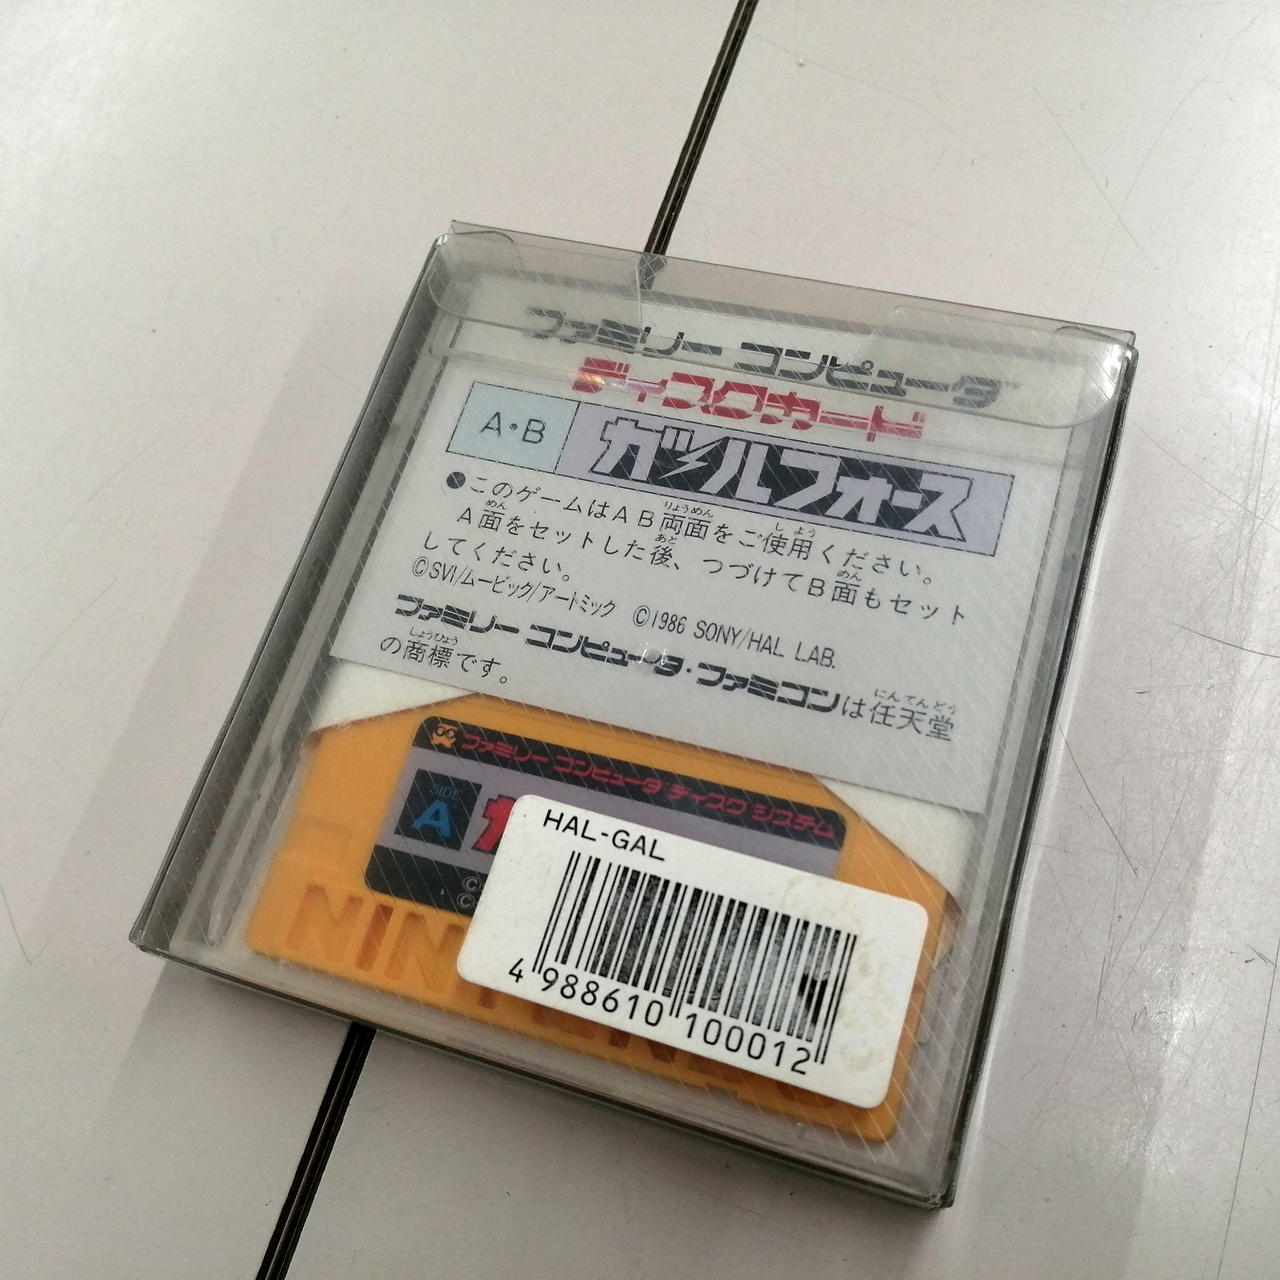 ファミリー コンピュータ™
ディスクカード
A・B ガルフォース
●このゲームはAB両面をご使用ください。
A面をセットした後、つづけてB面もセット
してください。
©SVI/ムービック/アートミック ©1986 SONY/HAL LAB.
ファミリー コンピュータ・ファミコンは任天堂
の商標です。
ファミリー コンピュータ ディスク システム
SIDE
A
HAL-GAL
4 988610 100012